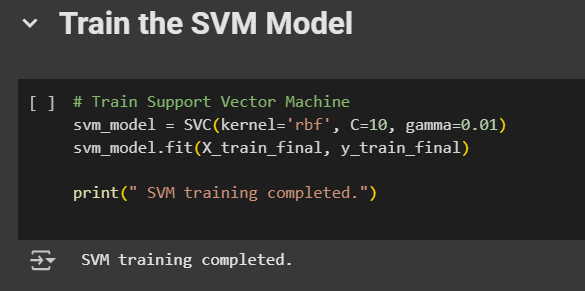 Train the SVM Model
[ ] # Train Support Vector Machine
svm_model = SVC(kernel='rbf', C=10, gamma=0.01)
svm_model.fit(X_train_final, y_train_final)
print(" SVM training completed.")
SVM training completed.